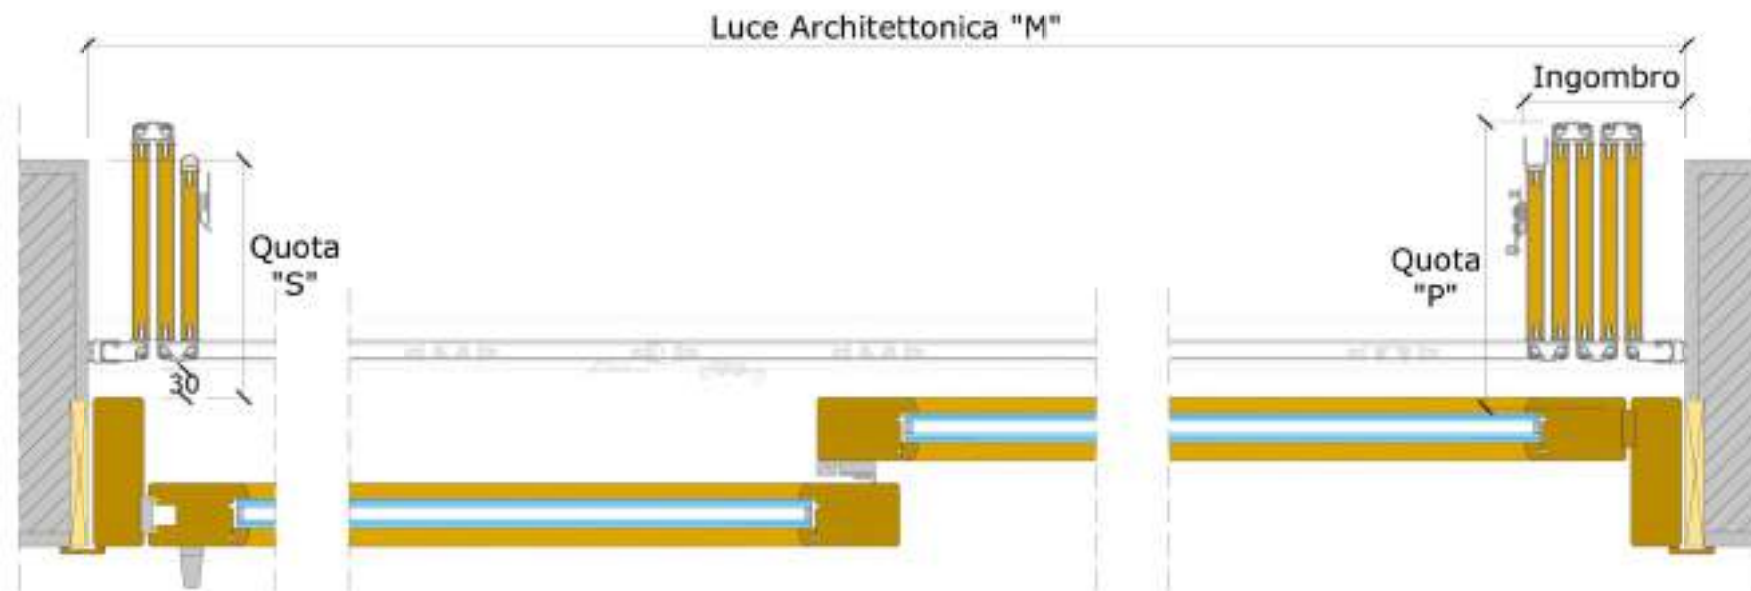 Luce Architettonica "M"
Ingombro
Quota
"S"
Quota
"P"
30